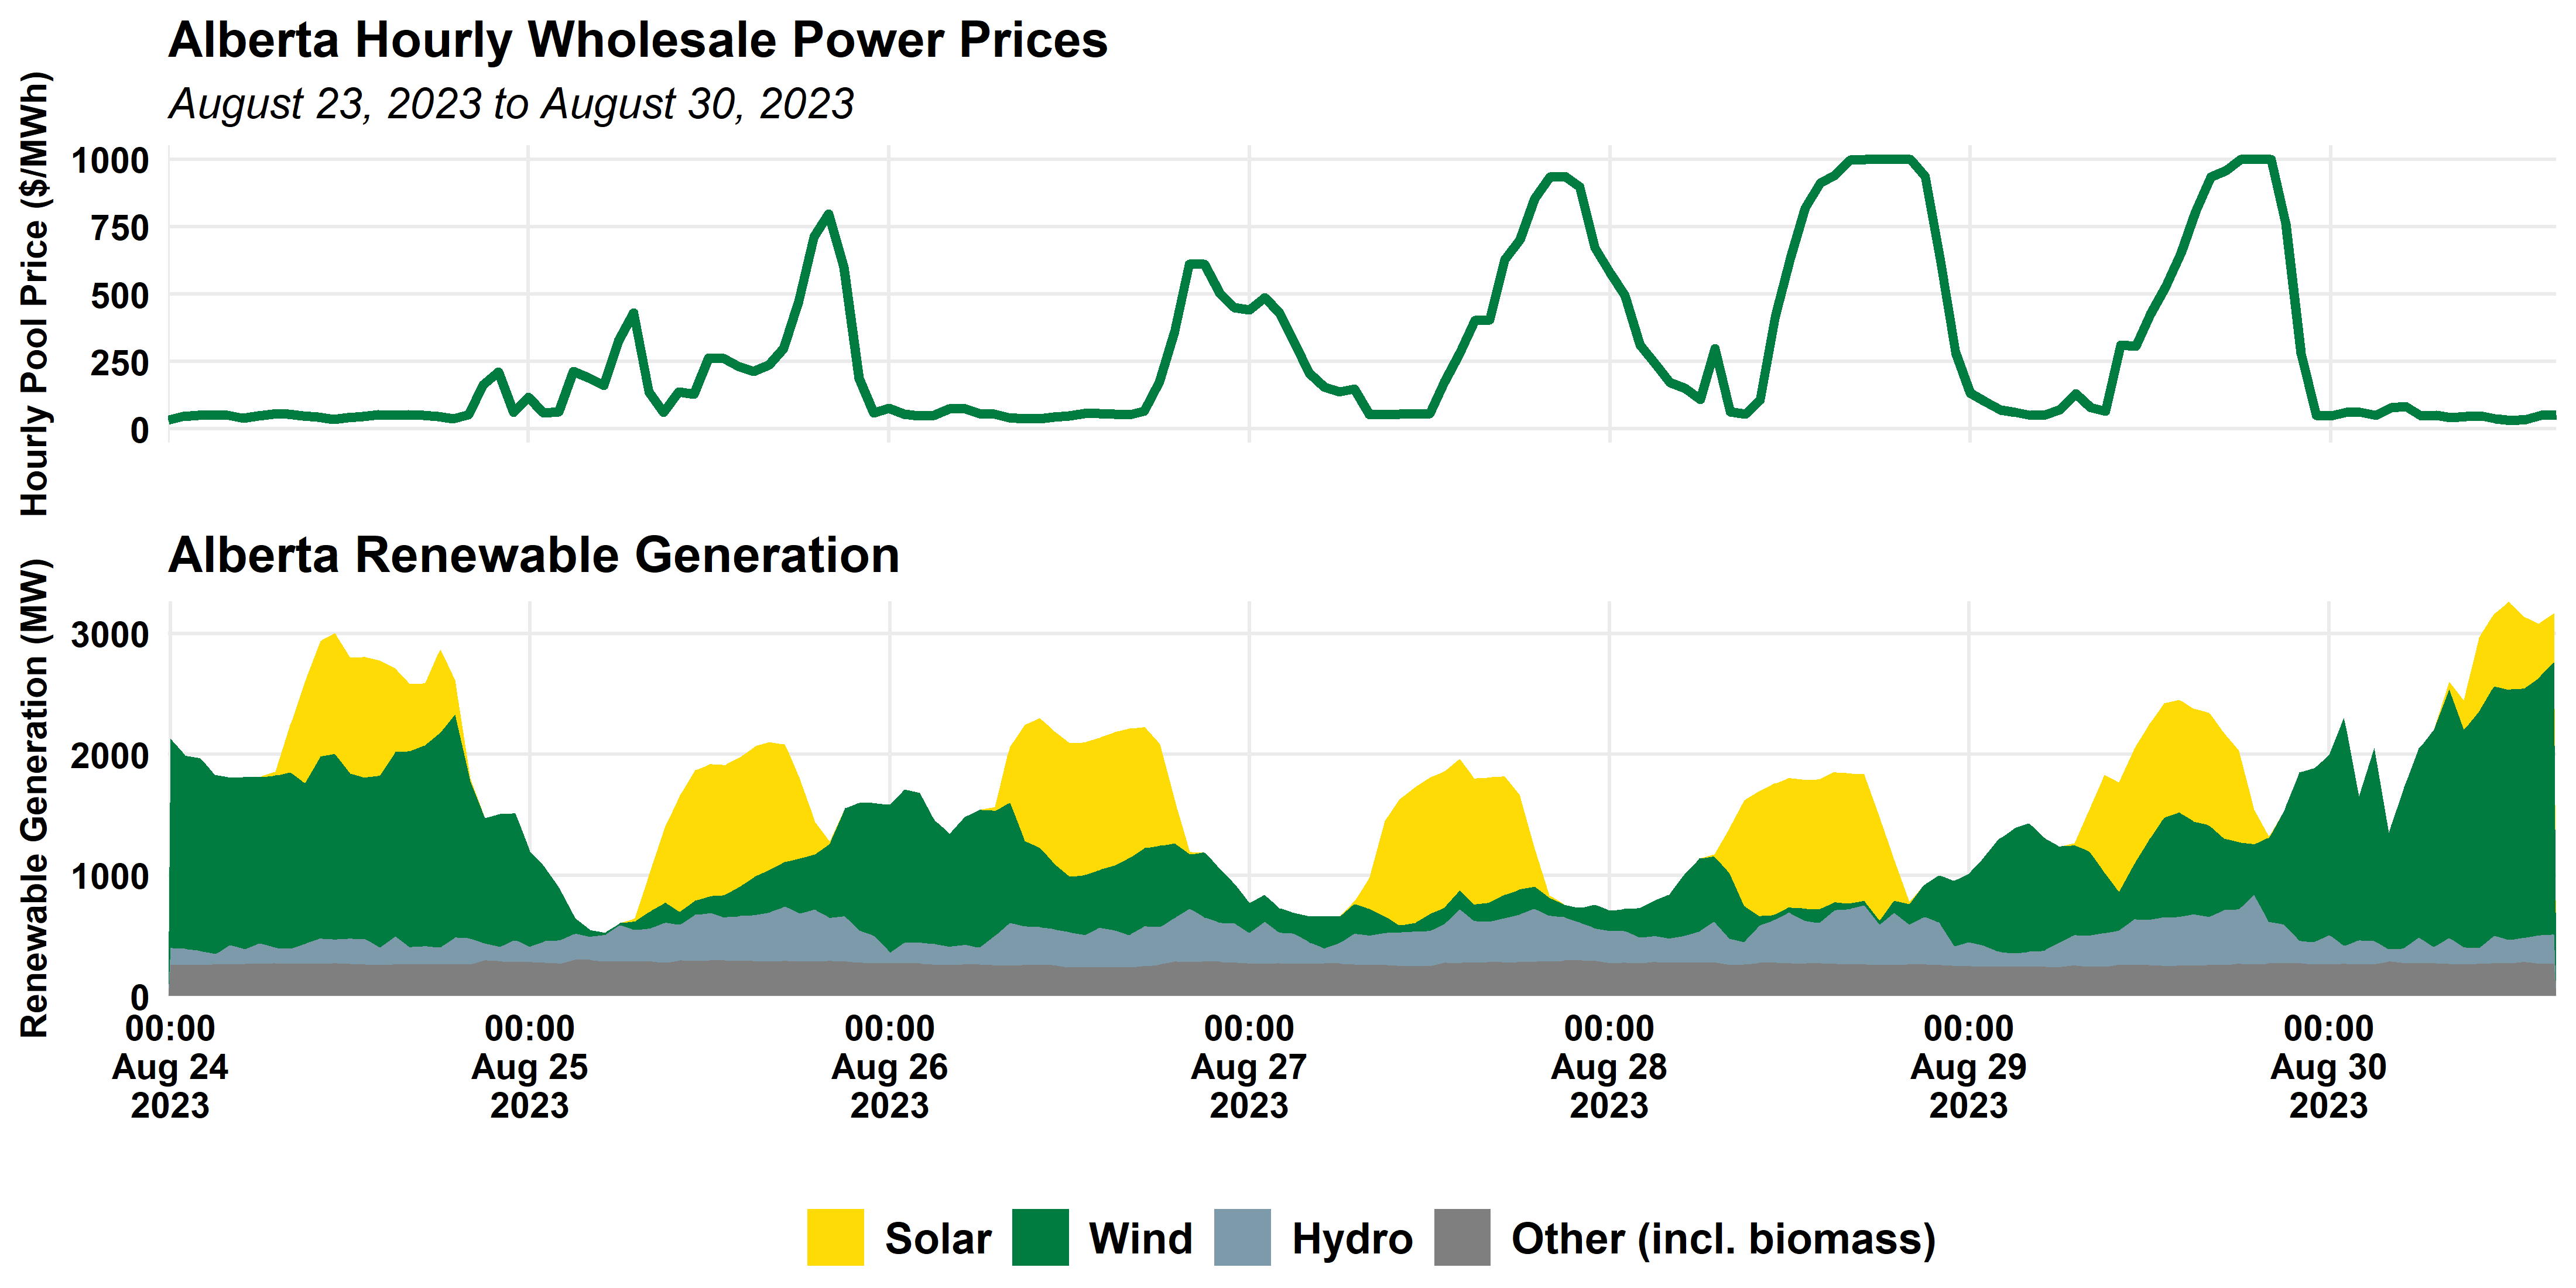 Alberta Hourly Wholesale Power Prices
August 23, 2023 to August 30, 2023
Hourly Pool Price ($/MWh)
1000
750
500
250
0
Alberta Renewable Generation
Renewable Generation (MW)
3000
2000
1000
0
00:00 00:00 00:00 00:00 00:00 00:00 00:00
Aug 24 Aug 25 Aug 26 Aug 27 Aug 28 Aug 29 Aug 30
2023 2023 2023 2023 2023 2023 2023
Solar Wind Hydro Other (incl. biomass)